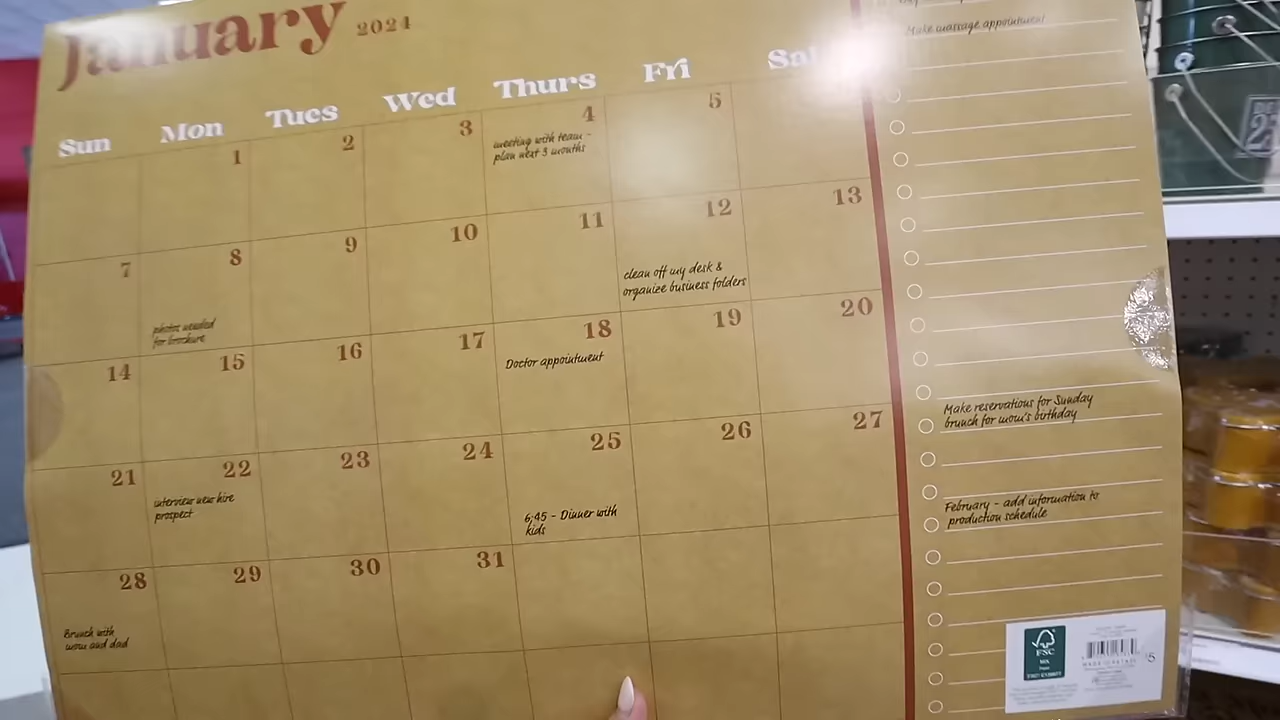 January 2024
Sun Mon Tues Wed Thurs Fri Sat
1 2 3 4 5
meeting with team -
plan next 3 months
7 8 9 10 11 12 13
photos needed
for brochure
clean off my desk &
organize business folders
14 15 16 17 18 19 20
Doctor appointment
21 22 23 24 25 26 27
interview new hire
prospect
6:45 - Dinner with
kids
28 29 30 31
Brunch with
mom and dad
Make massage appointment
Make reservations for Sunday
brunch for mom's birthday
February - add information to
production schedule
FSC
MIX
$5